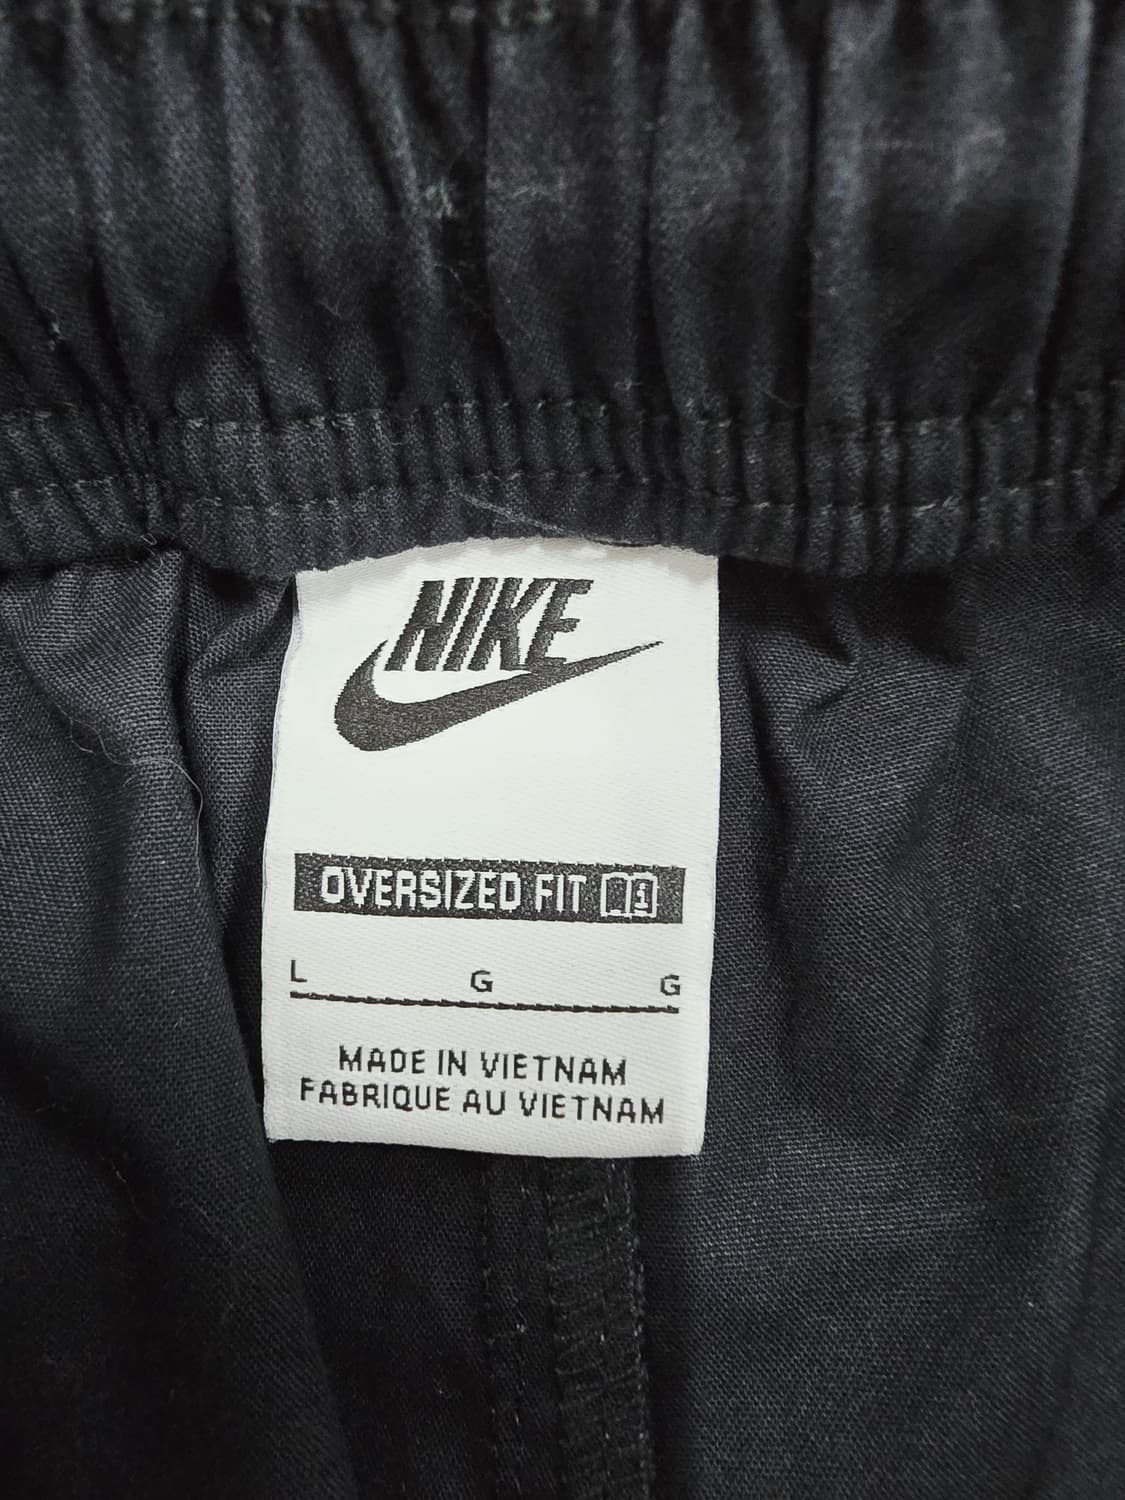 NIKE
OVERSIZED FIT
L G G
MADE IN VIETNAM
FABRIQUE AU VIETNAM